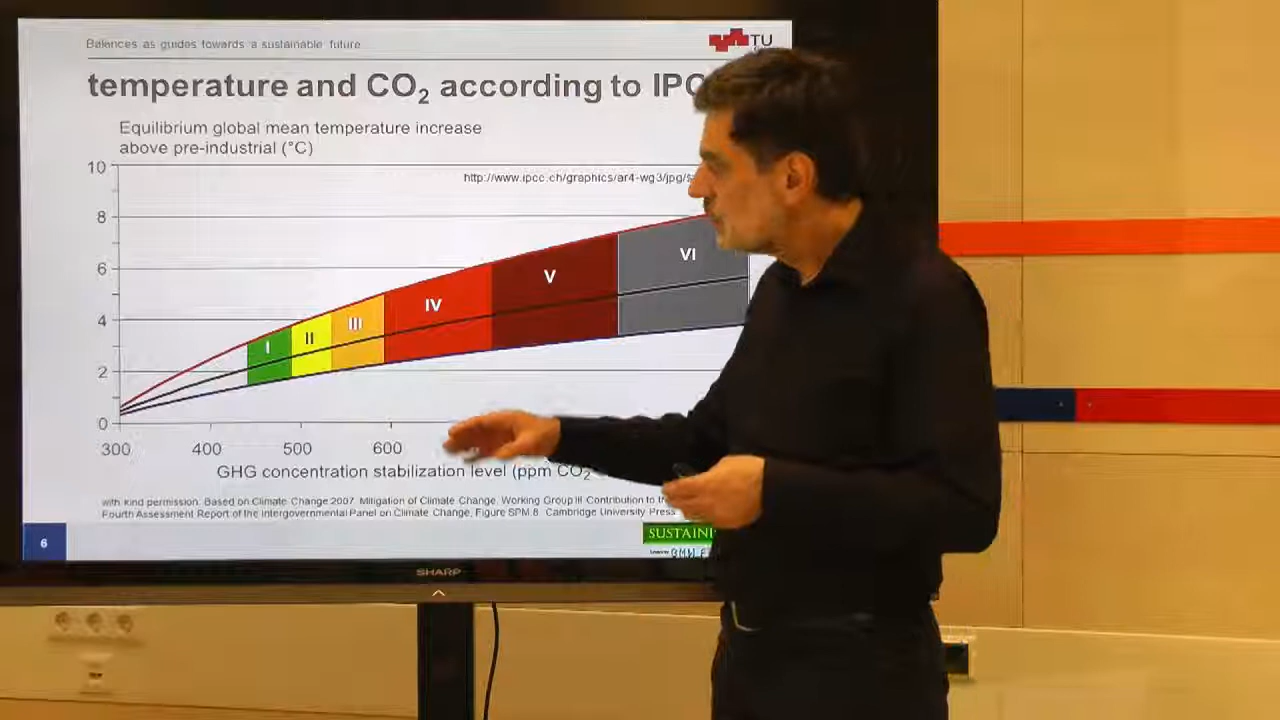 Balances as guides towards a sustainable future
TU
temperature and CO₂ according to IPC
Equilibrium global mean temperature increase
above pre-industrial (°C)
10
http://www.ipcc.ch/graphics/ar4-wg3/jpg/s
8
6
4
2
0
I
II
III
IV
V
VI
300
400
500
600
GHG concentration stabilization level (ppm CO₂
with kind permission. Based on Climate Change 2007. Mitigation of Climate Change. Working Group III Contribution to th
Fourth Assessment Report of the Intergovernmental Panel on Climate Change, Figure SPM.8. Cambridge University Press
6
SUSTAIN
SHARP